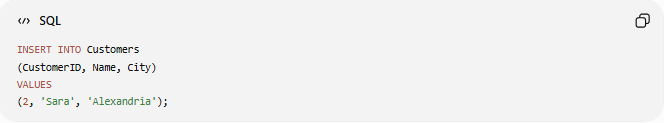 SQL
INSERT INTO Customers
(CustomerID, Name, City)
VALUES
(2, 'Sara', 'Alexandria');